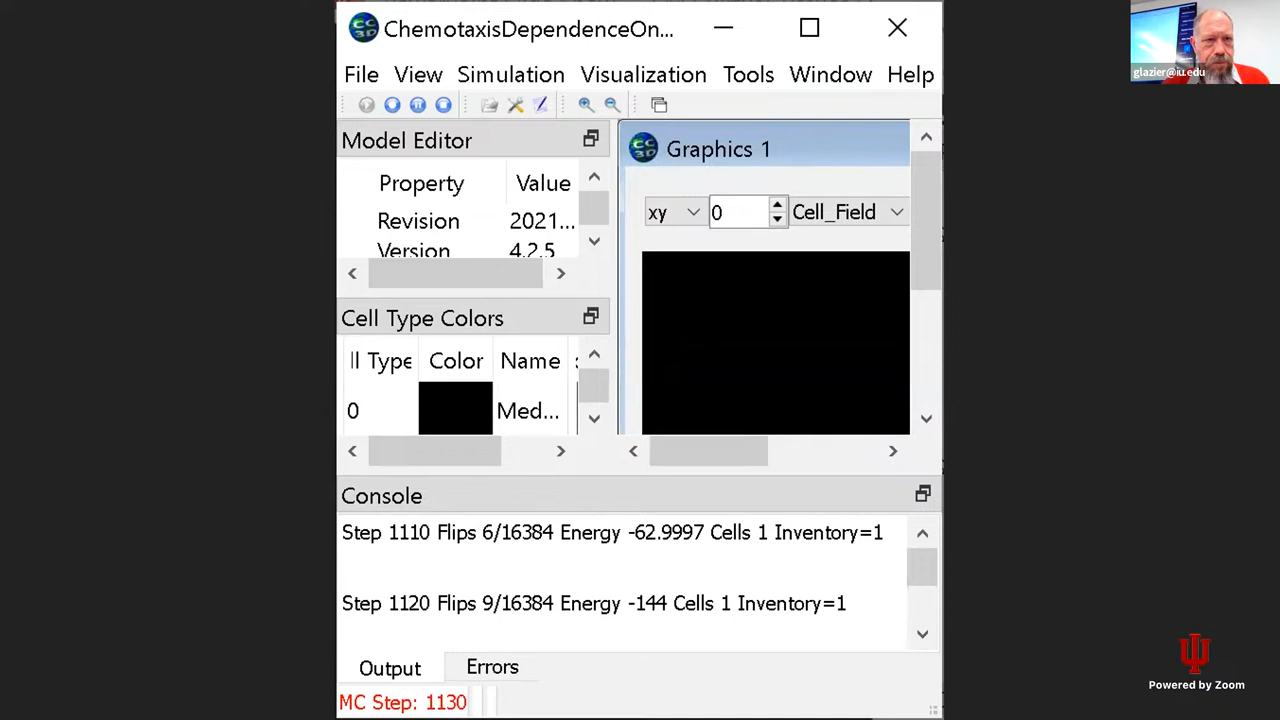 ChemotaxisDependenceOn...
glazier@iu.edu
File View Simulation Visualization Tools Window Help
Model Editor
Property Value
Revision 2021...
Version 4.2.5
Graphics 1
xy 0 Cell_Field
Cell Type Colors
ll Type Color Name
0 Med...
Console
Step 1110 Flips 6/16384 Energy -62.9997 Cells 1 Inventory=1
Step 1120 Flips 9/16384 Energy -144 Cells 1 Inventory=1
Output Errors
MC Step: 1130
Powered by Zoom